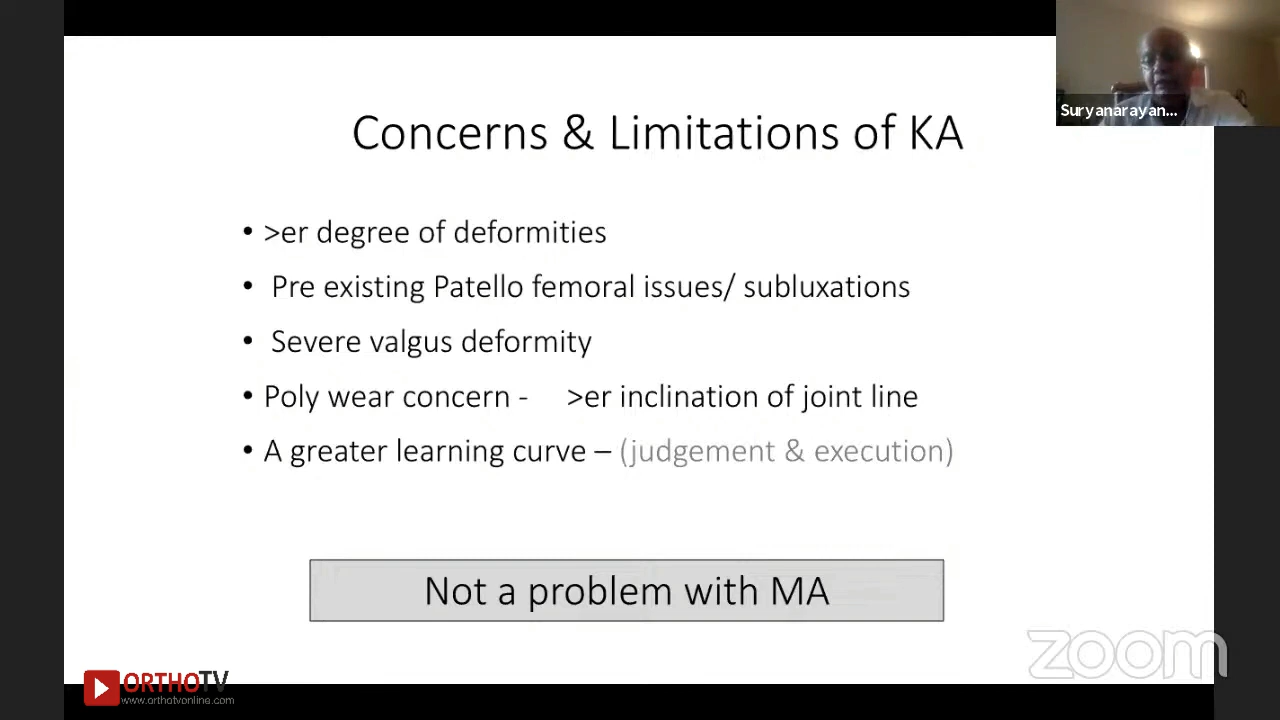 Suryanarayan...
Concerns & Limitations of KA
• >er degree of deformities
• Pre existing Patello femoral issues/ subluxations
• Severe valgus deformity
• Poly wear concern - >er inclination of joint line
• A greater learning curve – (judgement & execution)
Not a problem with MA
zoom
ORTHOTV
www.orthotvonline.com